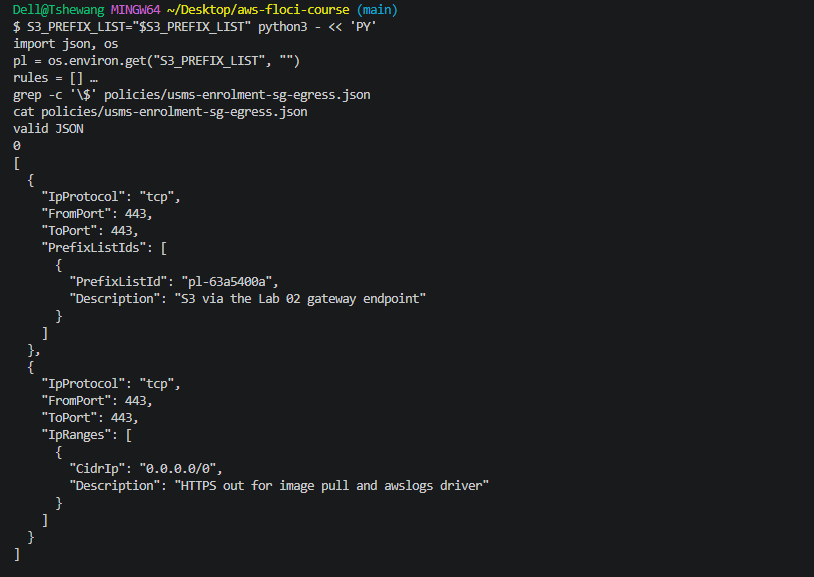 Dell@Tshewang MINGW64 ~/Desktop/aws-floci-course (main)
$ S3_PREFIX_LIST="$S3_PREFIX_LIST" python3 - << 'PY'
import json, os
pl = os.environ.get("S3_PREFIX_LIST", "")
rules = [] …
grep -c '\$' policies/usms-enrolment-sg-egress.json
cat policies/usms-enrolment-sg-egress.json
valid JSON
0
[
  {
    "IpProtocol": "tcp",
    "FromPort": 443,
    "ToPort": 443,
    "PrefixListIds": [
      {
        "PrefixListId": "pl-63a5400a",
        "Description": "S3 via the Lab 02 gateway endpoint"
      }
    ]
  },
  {
    "IpProtocol": "tcp",
    "FromPort": 443,
    "ToPort": 443,
    "IpRanges": [
      {
        "CidrIp": "0.0.0.0/0",
        "Description": "HTTPS out for image pull and awslogs driver"
      }
    ]
  }
]